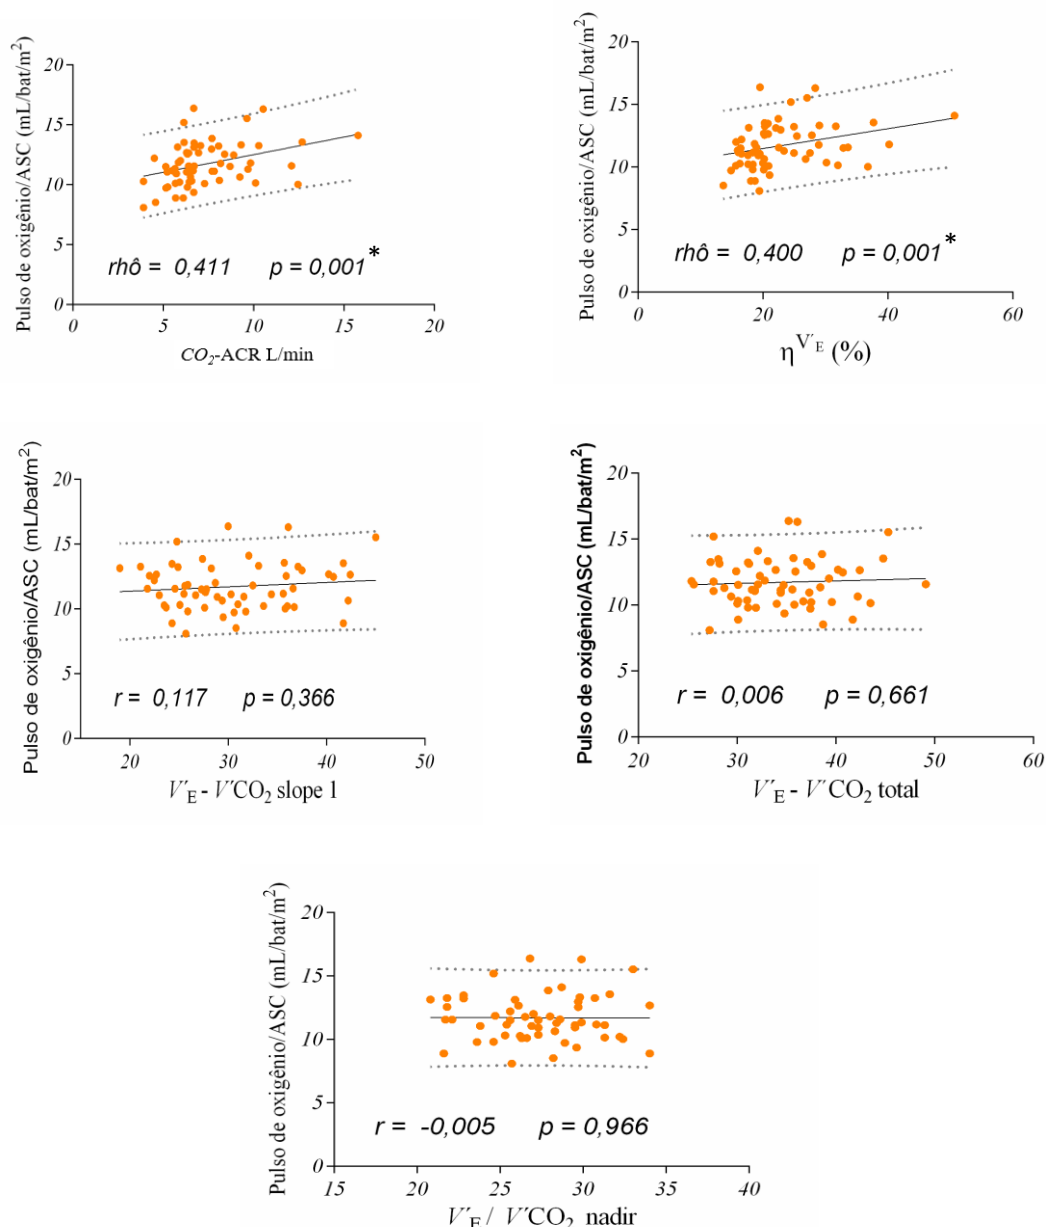 Pulso de oxigênio/ASC (mL/bat/m²)
20
15
10
5
0
rhô = 0,411 p = 0,001*
0 5 10 15 20
CO₂-ACR L/min
Pulso de oxigênio/ASC (mL/bat/m²)
20
15
10
5
0
rhô = 0,400 p = 0,001*
0 20 40 60
ηV′E (%)
Pulso de oxigênio/ASC (mL/bat/m²)
20
15
10
5
0
r = 0,117 p = 0,366
20 30 40 50
V′E - V′CO₂ slope 1
Pulso de oxigênio/ASC (mL/bat/m²)
20
15
10
5
0
r = 0,006 p = 0,661
20 30 40 50 60
V′E - V′CO₂ total
Pulso de oxigênio/ASC (mL/bat/m²)
20
15
10
5
0
r = -0,005 p = 0,966
15 20 25 30 35 40
V′E / V′CO₂ nadir